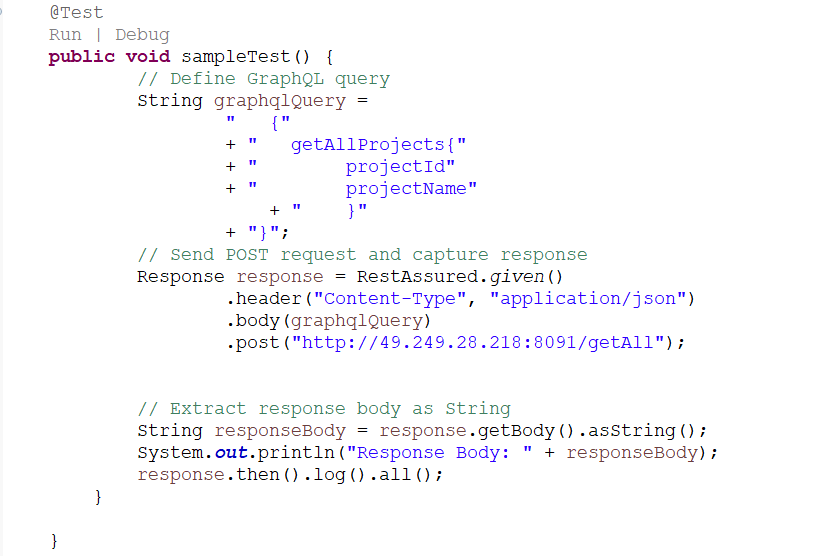 @Test
Run | Debug
public void sampleTest() {
// Define GraphQL query
String graphqlQuery =
"   {"
+ "   getAllProjects{"
+ "        projectId"
+ "        projectName"
+ "    }"
+ "}";
// Send POST request and capture response
Response response = RestAssured.given()
.header("Content-Type", "application/json")
.body(graphqlQuery)
.post("http://49.249.28.218:8091/getAll");
// Extract response body as String
String responseBody = response.getBody().asString();
System.out.println("Response Body: " + responseBody);
response.then().log().all();
}
}